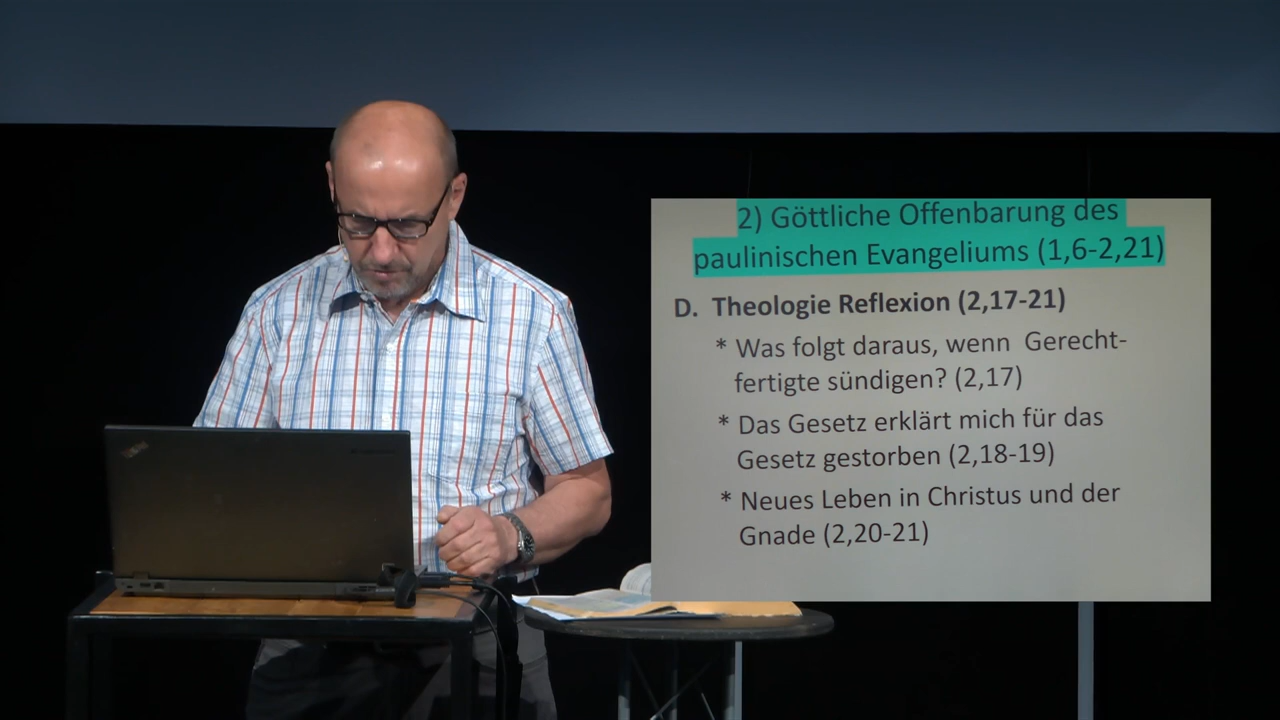 2) Göttliche Offenbarung des
paulinischen Evangeliums (1,6-2,21)
D. Theologie Reflexion (2,17-21)
* Was folgt daraus, wenn Gerecht-
fertigte sündigen? (2,17)
* Das Gesetz erklärt mich für das
Gesetz gestorben (2,18-19)
* Neues Leben in Christus und der
Gnade (2,20-21)